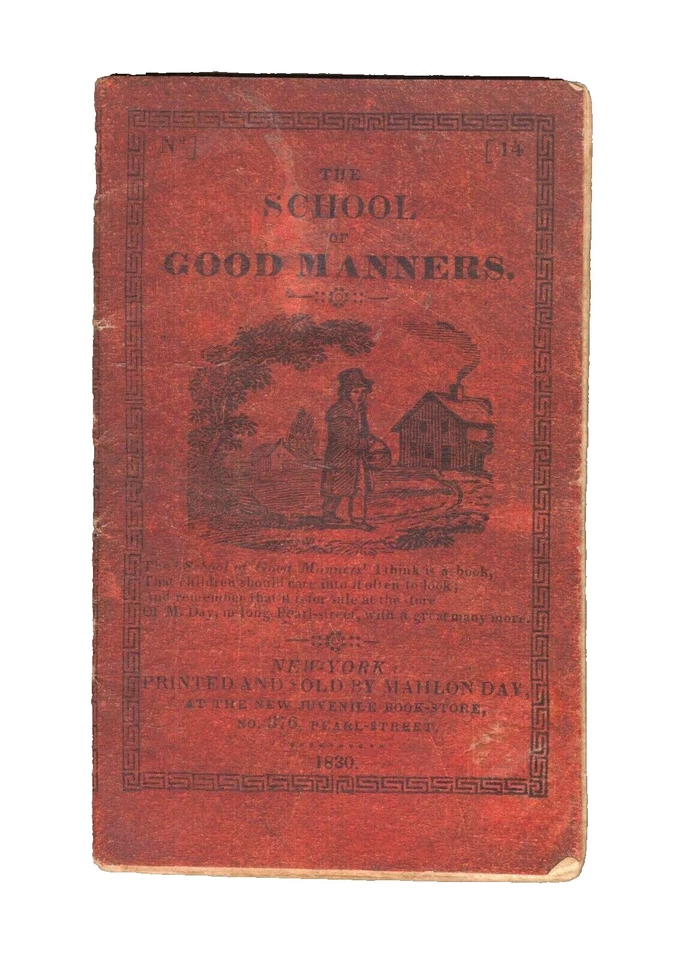 No] [14
THE
SCHOOL
OF
GOOD MANNERS.
The 'School of Good Manners' I think is a book,
That children should care into it often to look;
And remember that it is for sale at the store
Of M. Day, in long Pearl-street, with a great many more.
NEW-YORK:
PRINTED AND SOLD BY MAHLON DAY,
AT THE NEW JUVENILE BOOK-STORE,
NO. 376, PEARL-STREET.
1830.